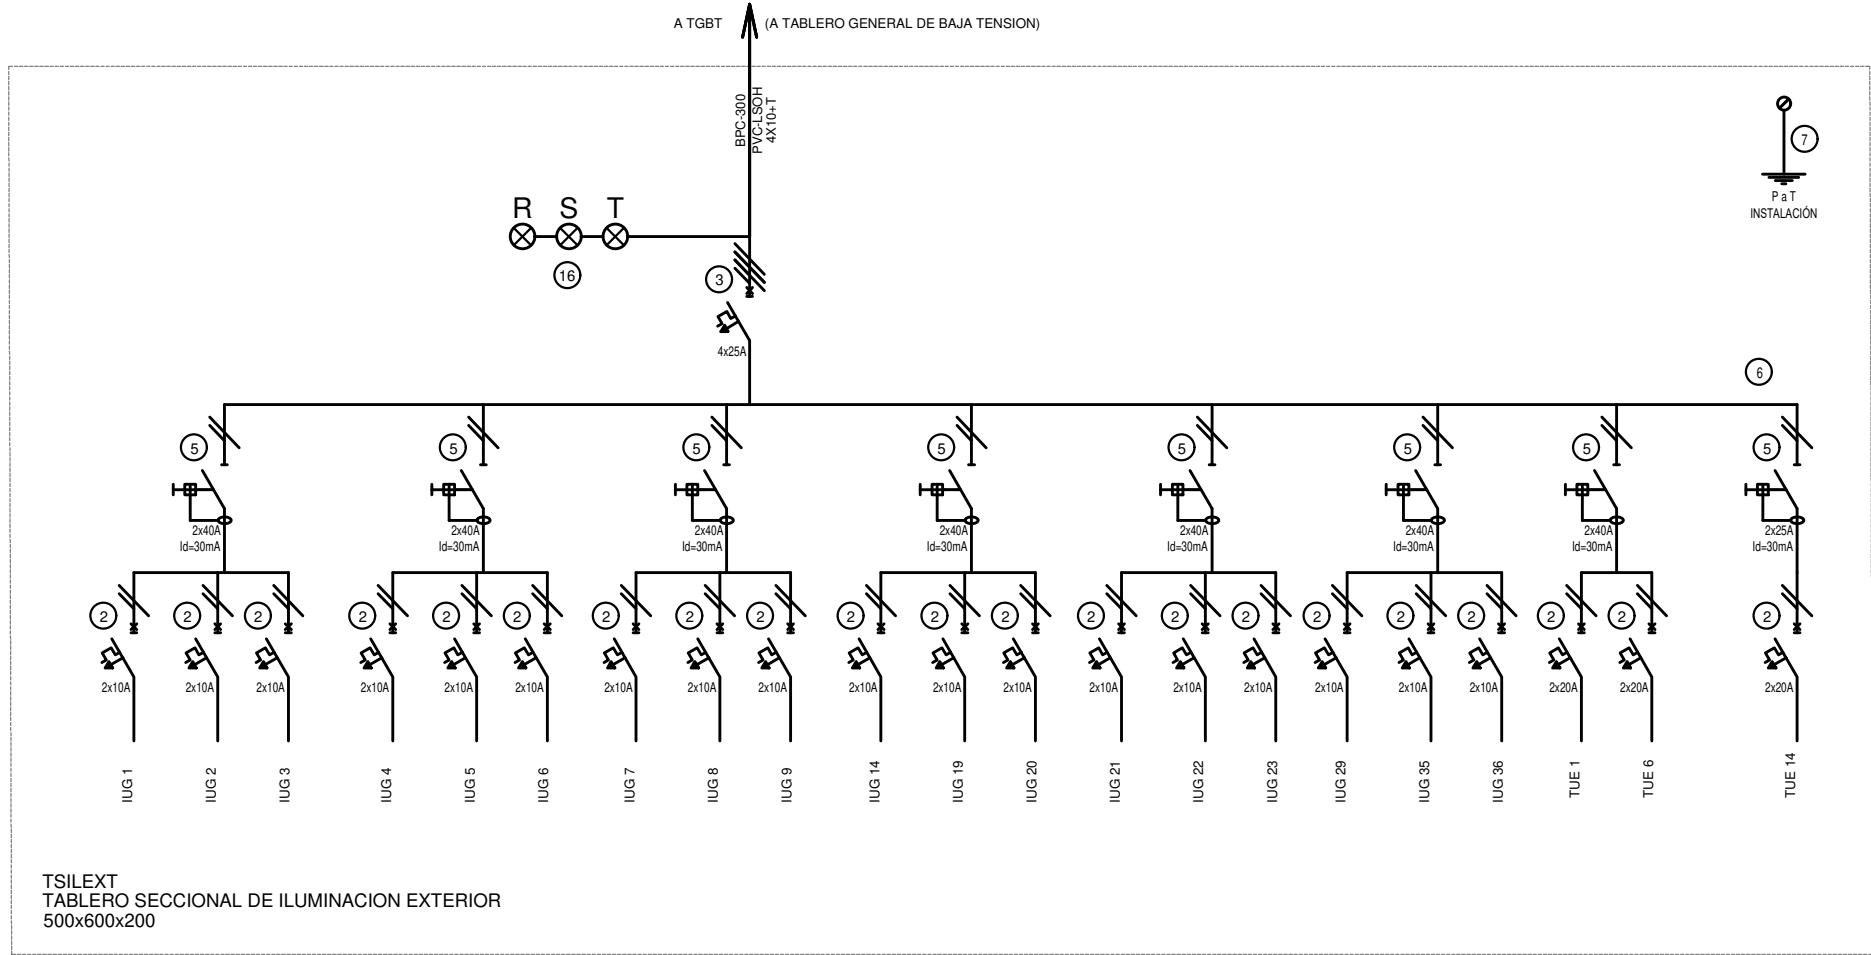 A TGBT (A TABLERO GENERAL DE BAJA TENSION)
BPC-300
PVC-LSOH
4X10+T
7
P a T
INSTALACIÓN
R S T
16
3
4x25A
6
5 5 5 5 5 5 5 5
2x40A 2x40A 2x40A 2x40A 2x40A 2x40A 2x40A 2x25A
Id=30mA Id=30mA Id=30mA Id=30mA Id=30mA Id=30mA Id=30mA Id=30mA
2 2 2 2 2 2 2 2 2 2 2 2 2 2 2 2 2 2 2 2 2
2x10A 2x10A 2x10A 2x10A 2x10A 2x10A 2x10A 2x10A 2x10A 2x10A 2x10A 2x10A 2x10A 2x10A 2x10A 2x10A 2x10A 2x10A 2x20A 2x20A 2x20A
IUG 1
IUG 2
IUG 3
IUG 4
IUG 5
IUG 6
IUG 7
IUG 8
IUG 9
IUG 14
IUG 19
IUG 20
IUG 21
IUG 22
IUG 23
IUG 29
IUG 35
IUG 36
TUE 1
TUE 6
TUE 14
TSILEXT
TABLERO SECCIONAL DE ILUMINACION EXTERIOR
500x600x200